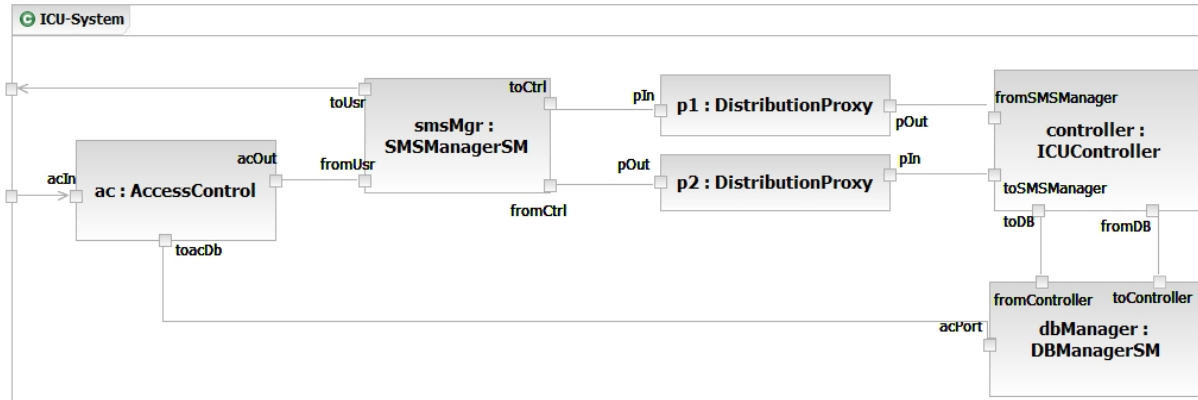 C ICU-System
toUsr
toCtrl
smsMgr :
SMSManagerSM
fromUsr
fromCtrl
pIn
p1 : DistributionProxy
pOut
pOut
p2 : DistributionProxy
pIn
fromSMSManager
controller :
ICUController
toSMSManager
toDB
fromDB
acIn
ac : AccessControl
acOut
toacDb
fromController
toController
acPort
dbManager :
DBManagerSM